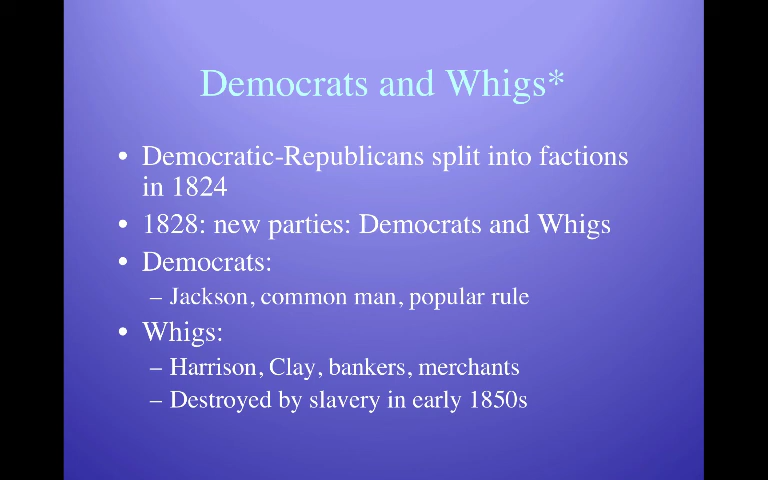 Democrats and Whigs*
• Democratic-Republicans split into factions
in 1824
• 1828: new parties: Democrats and Whigs
• Democrats:
– Jackson, common man, popular rule
• Whigs:
– Harrison, Clay, bankers, merchants
– Destroyed by slavery in early 1850s